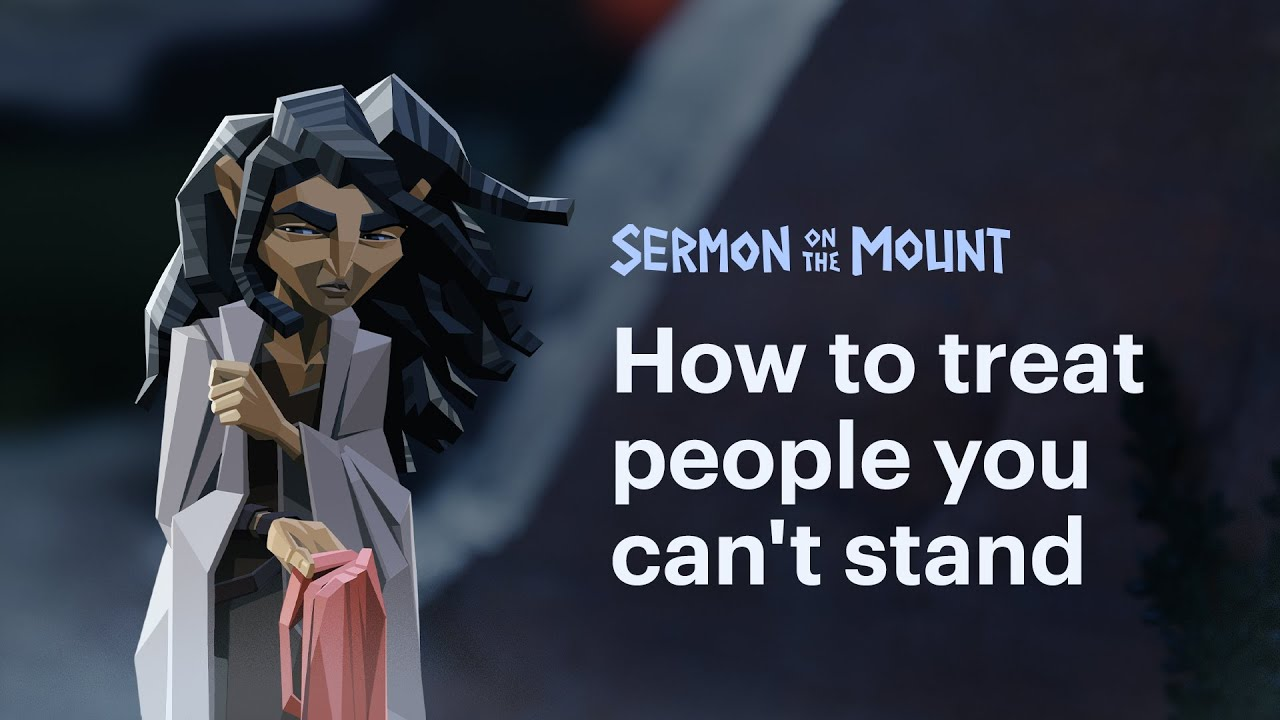 SERMON ON THE MOUNT
How to treat
people you
can't stand